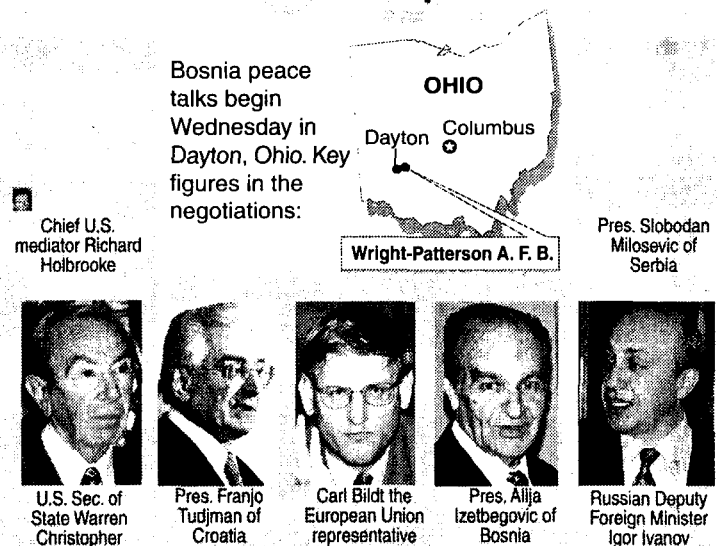 Bosnia peace
talks begin
Wednesday in
Dayton, Ohio. Key
figures in the
negotiations:
OHIO
Dayton
Columbus
Wright-Patterson A. F. B.
Chief U.S.
mediator Richard
Holbrooke
Pres. Slobodan
Milosevic of
Serbia
U.S. Sec. of
State Warren
Christopher
Pres. Franjo
Tudjman of
Croatia
Carl Bildt the
European Union
representative
Pres. Alija
Izetbegovic of
Bosnia
Russian Deputy
Foreign Minister
Igor Ivanov